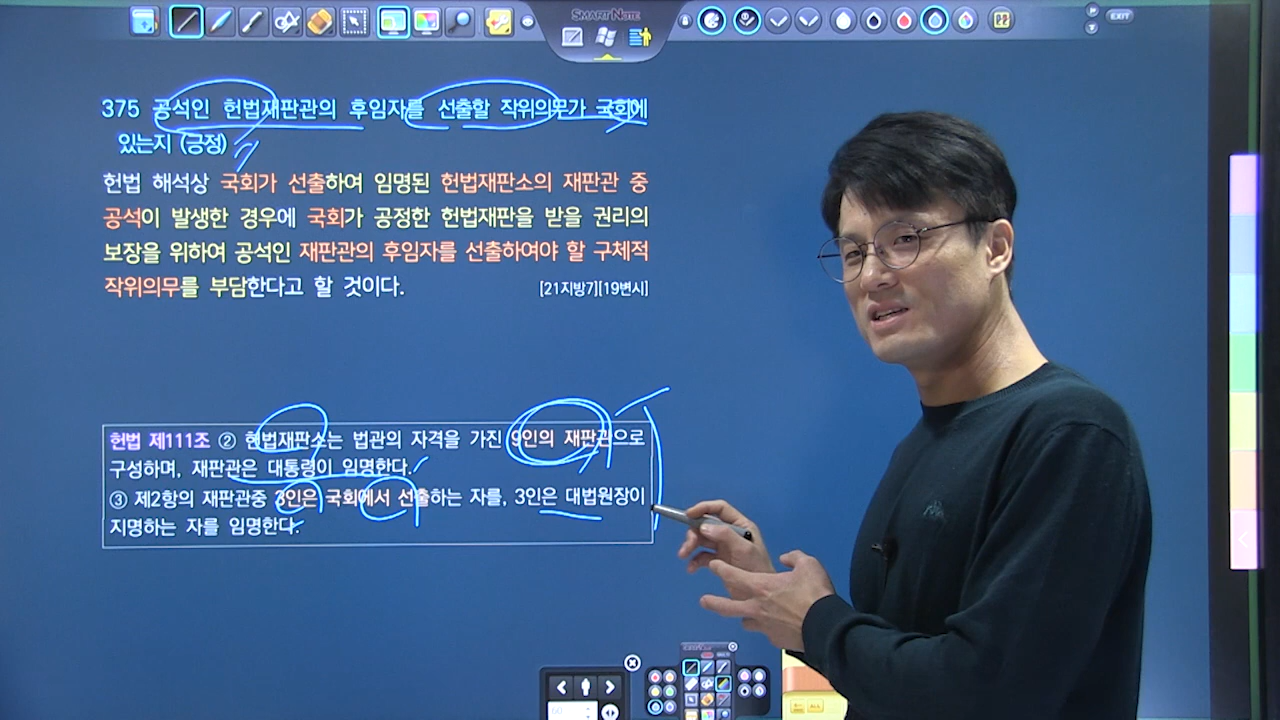 SMART NOTE
EXIT
375 공석인 헌법재판관의 후임자를 선출할 작위의무가 국회에
있는지 (긍정)
헌법 해석상 국회가 선출하여 임명된 헌법재판소의 재판관 중
공석이 발생한 경우에 국회가 공정한 헌법재판을 받을 권리의
보장을 위하여 공석인 재판관의 후임자를 선출하여야 할 구체적
작위의무를 부담한다고 할 것이다.
[21지방7][19변시]
헌법 제111조 ② 헌법재판소는 법관의 자격을 가진 9인의 재판관으로
구성하며, 재판관은 대통령이 임명한다.
③ 제2항의 재판관중 3인은 국회에서 선출하는 자를, 3인은 대법원장이
지명하는 자를 임명한다.